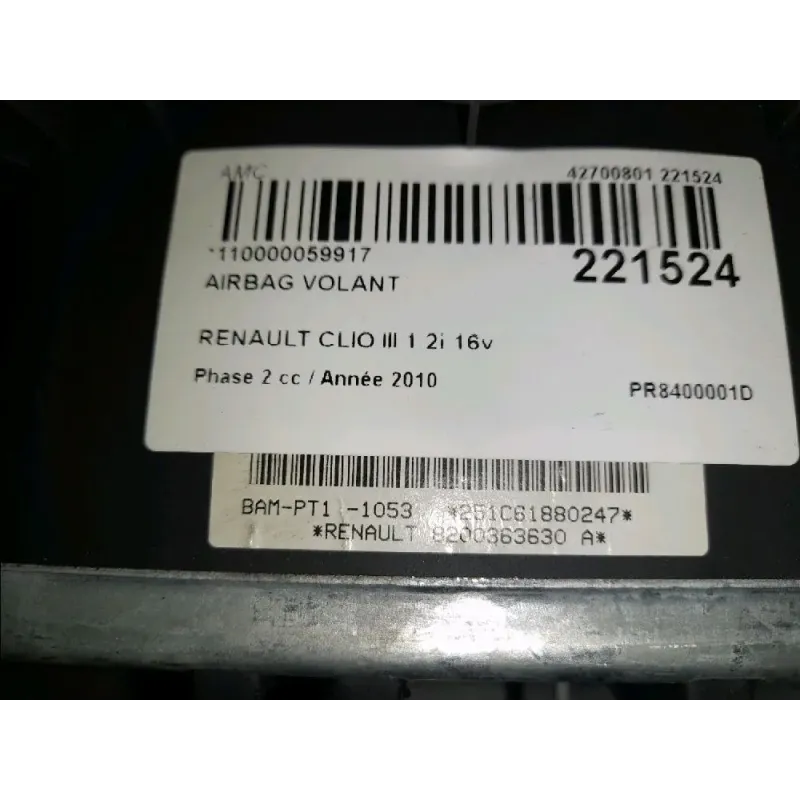 AMC 42700801 221524
*110000059917 221524
AIRBAG VOLANT
RENAULT CLIO III 1 2i 16v
Phase 2 cc / Année 2010
PR8400001D
BAM-PT1 -1053 *2B1C61880247*
*RENAULT 8200363630 A*